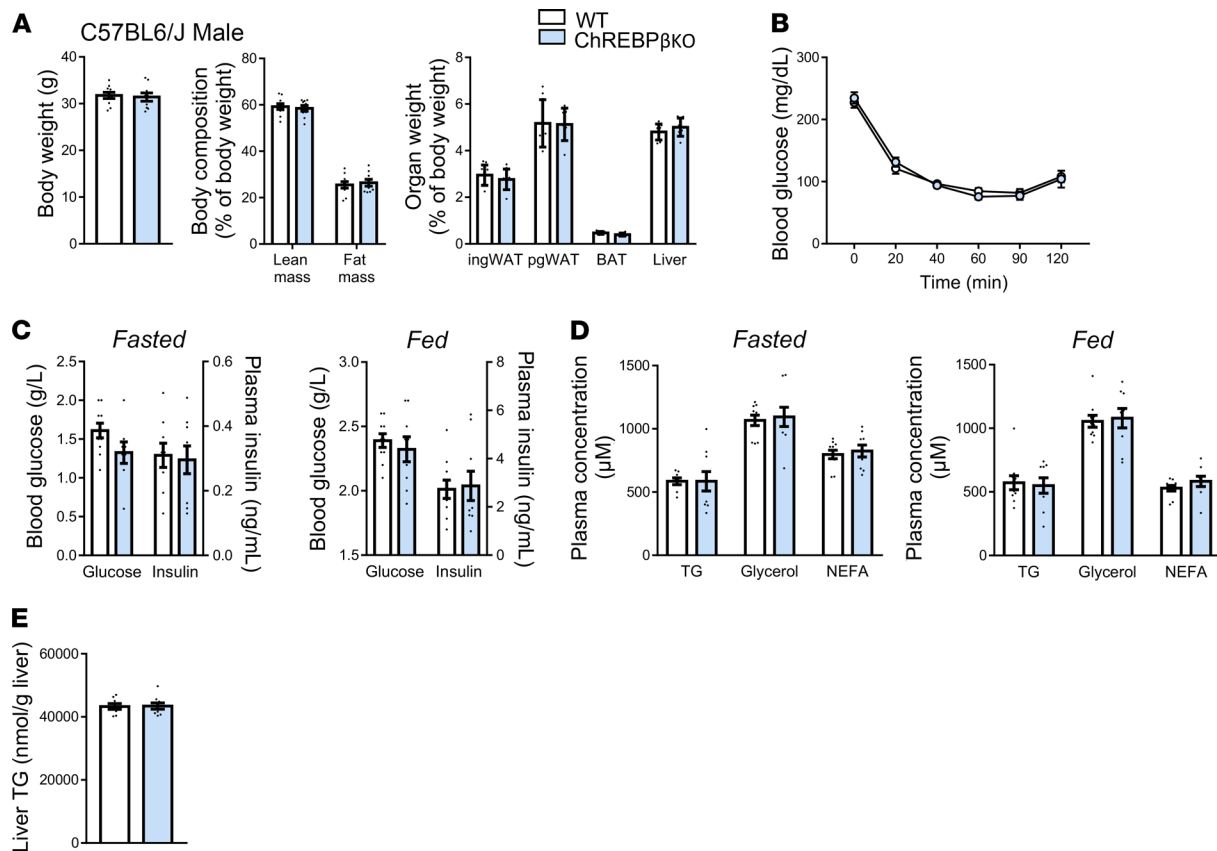 A
C57BL6/J Male
WT
ChREBPβKO
Body weight (g)
40
30
20
10
0
Body composition
(% of body weight)
80
60
40
20
0
Lean
mass
Fat
mass
Organ weight
(% of body weight)
8
6
4
2
0
ingWAT pgWAT BAT Liver
B
Blood glucose (mg/dL)
300
200
100
0
0 20 40 60 90 120
Time (min)
C
Fasted
Blood glucose (g/L)
2.5
2.0
1.5
1.0
0.5
0.0
Glucose Insulin
0.6
0.4
0.2
0.0
Plasma insulin (ng/mL)
Fed
Blood glucose (g/L)
3.0
2.5
2.0
1.5
Glucose Insulin
8
6
4
2
0
Plasma insulin (ng/mL)
D
Fasted
Plasma concentration
(µM)
1500
1000
500
0
TG Glycerol NEFA
Fed
Plasma concentration
(µM)
1500
1000
500
0
TG Glycerol NEFA
E
Liver TG (nmol/g liver)
60000
40000
20000
0